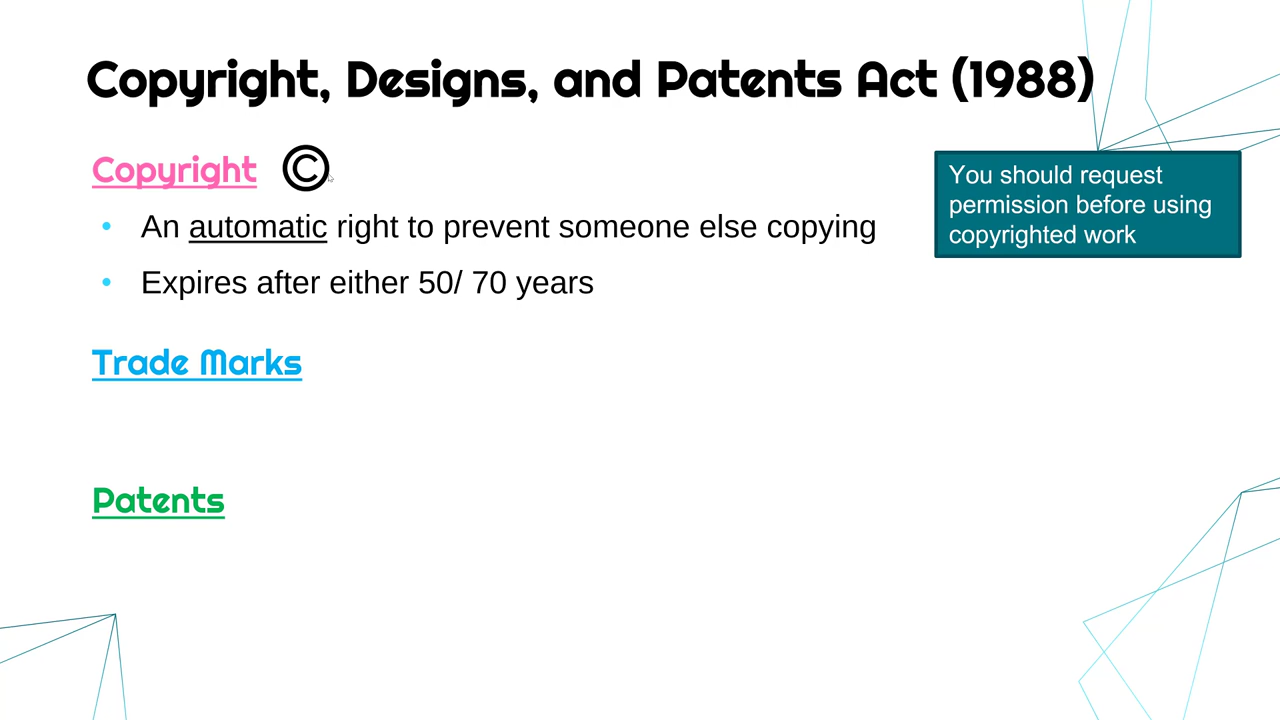 Copyright, Designs, and Patents Act (1988)
Copyright ©
You should request
permission before using
copyrighted work
• An automatic right to prevent someone else copying
• Expires after either 50/ 70 years
Trade Marks
Patents